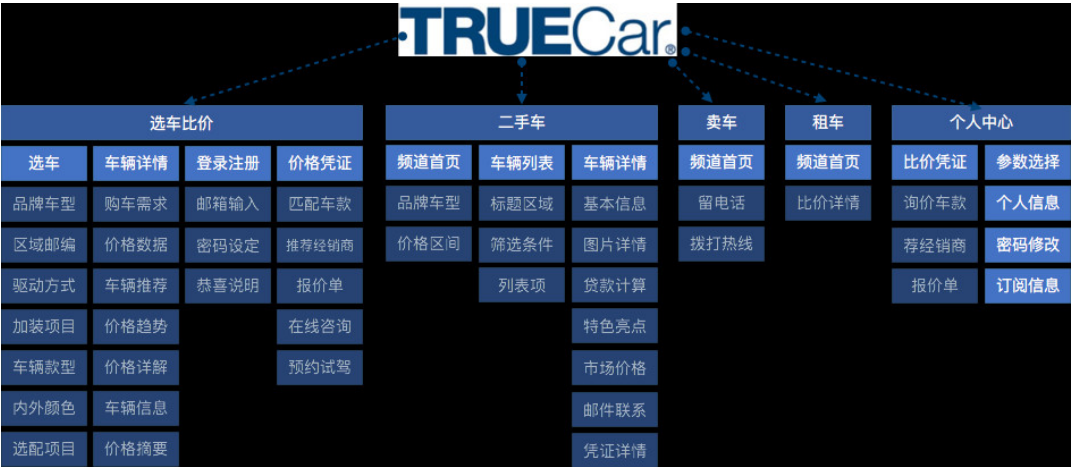 TRUECar®
选车比价 二手车 卖车 租车 个人中心
选车 车辆详情 登录注册 价格凭证 频道首页 车辆列表 车辆详情 频道首页 频道首页 比价凭证 参数选择
品牌车型 购车需求 邮箱输入 匹配车款 品牌车型 标题区域 基本信息 留电话 比价详情 询价车款 个人信息
区域邮编 价格数据 密码设定 推荐经销商 价格区间 筛选条件 图片详情 拨打热线 荐经销商 密码修改
驱动方式 车辆推荐 恭喜说明 报价单 列表项 贷款计算 报价单 订阅信息
加装项目 价格趋势 在线咨询 特色亮点
车辆款型 价格详解 预约试驾 市场价格
内外颜色 车辆信息 邮件联系
选配项目 价格摘要 凭证详情